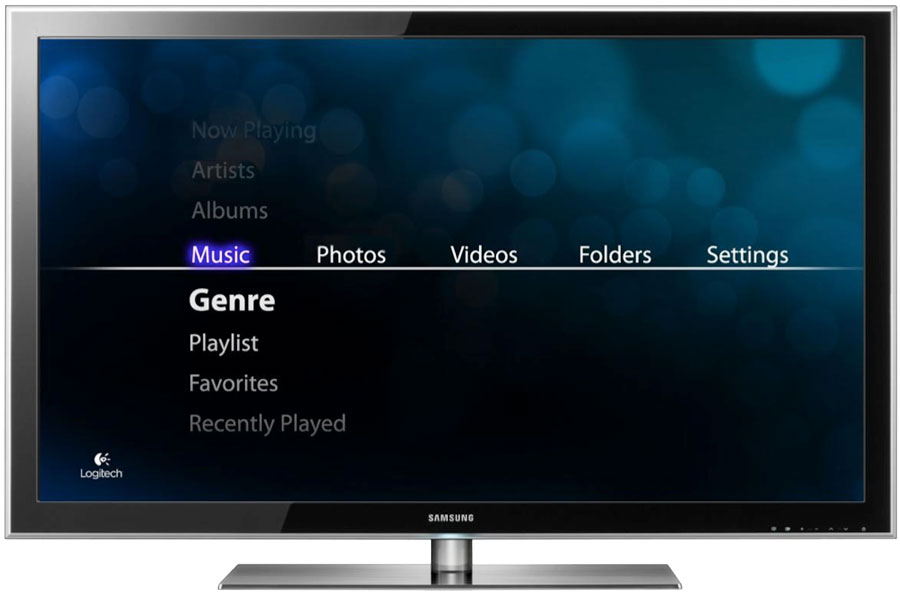 Now Playing
Artists
Albums
Music Photos Videos Folders Settings
Genre
Playlist
Favorites
Recently Played
Logitech
SAMSUNG